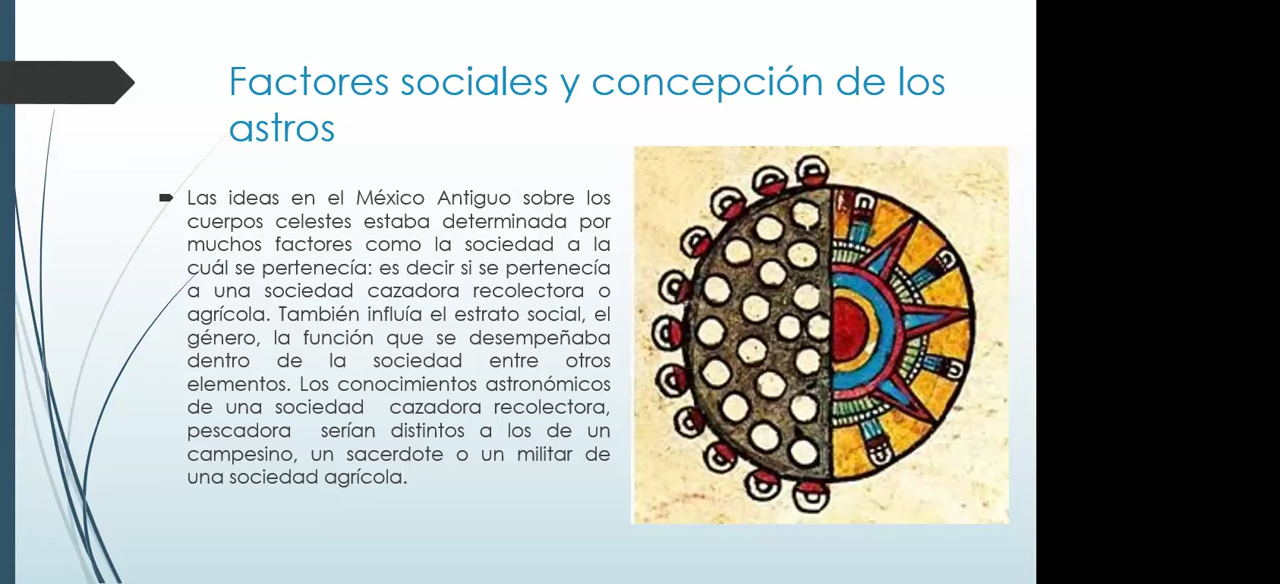 Factores sociales y concepción de los
astros
Las ideas en el México Antiguo sobre los
cuerpos celestes estaba determinada por
muchos factores como la sociedad a la
cuál se pertenecía: es decir si se pertenecía
a una sociedad cazadora recolectora o
agrícola. También influía el estrato social, el
género, la función que se desempeñaba
dentro de la sociedad entre otros
elementos. Los conocimientos astronómicos
de una sociedad cazadora recolectora,
pescadora serían distintos a los de un
campesino, un sacerdote o un militar de
una sociedad agrícola.